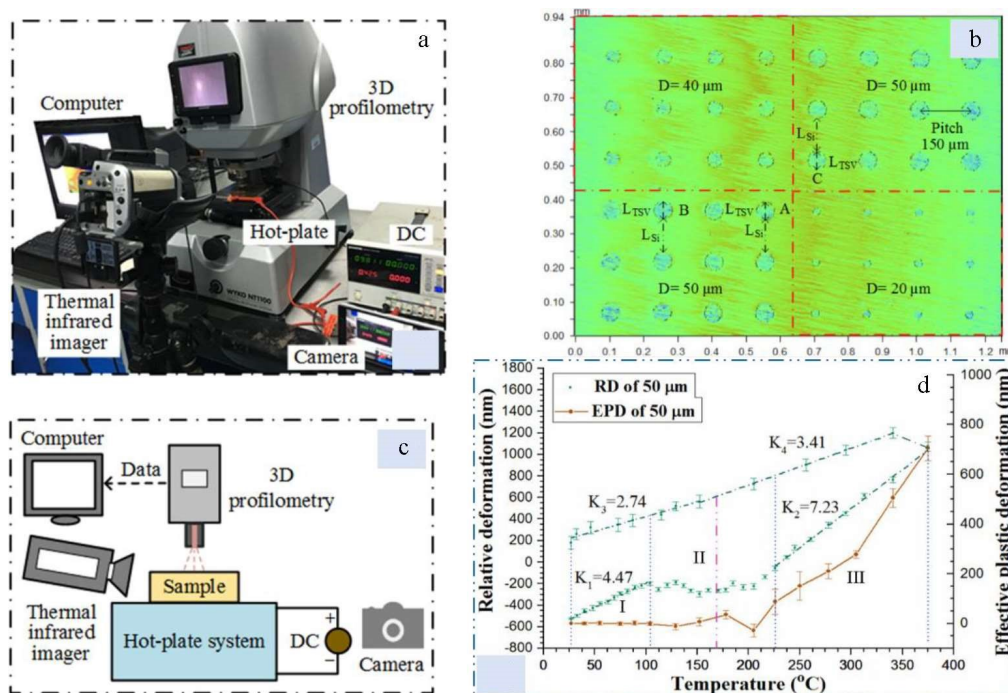 a
Computer
3D
profilometry
Hot-plate
DC
WYKO NT1100
Thermal
infrared
imager
Camera
mm
b
0.94
0.80
0.70
0.60
0.50
0.40
0.30
0.20
0.10
0.00
D= 40 µm
D= 50 µm
Pitch
150 µm
LSi
LTSV
C
LTSV
B
LTSV
A
LSi
LSi
D= 50 µm
D= 20 µm
0.0
0.1
0.2
0.3
0.4
0.5
0.6
0.7
0.8
0.9
1.0
1.1
1.2
m
c
Computer
Data
3D
profilometry
Sample
Thermal
infrared
imager
Hot-plate system
DC
+
−
Camera
d
RD of 50 µm
EPD of 50 µm
K4=3.41
K3=2.74
K2=7.23
K1=4.47
I
II
III
Relative deformation (nm)
1800
1600
1400
1200
1000
800
600
400
200
0
-200
-400
-600
-800
1000
800
600
400
200
0
Effective plastic deformation (nm)
0
50
100
150
200
250
300
350
400
Temperature (oC)